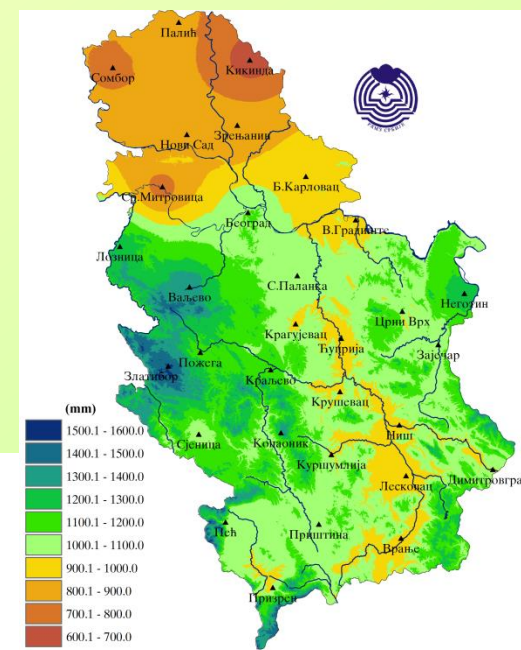 Палић
Кикинда
Сомбор
Зрењанин
Нови Сад
Б.Карловац
Ср.Митровица
Београд
В.Градиште
Лозница
С.Паланка
Ваљево
Неготин
Црни Врх
Крагујевац
Ћуприја
Зајечар
Пожега
Златибор
Краљево
Крушевац
Ниш
Сјеница
Копаоник
Куршумлија
Димитровгра
Лесковац
Пећ
Приштина
Врање
Призрен
(mm)
1500.1 - 1600.0
1400.1 - 1500.0
1300.1 - 1400.0
1200.1 - 1300.0
1100.1 - 1200.0
1000.1 - 1100.0
900.1 - 1000.0
800.1 - 900.0
700.1 - 800.0
600.1 - 700.0